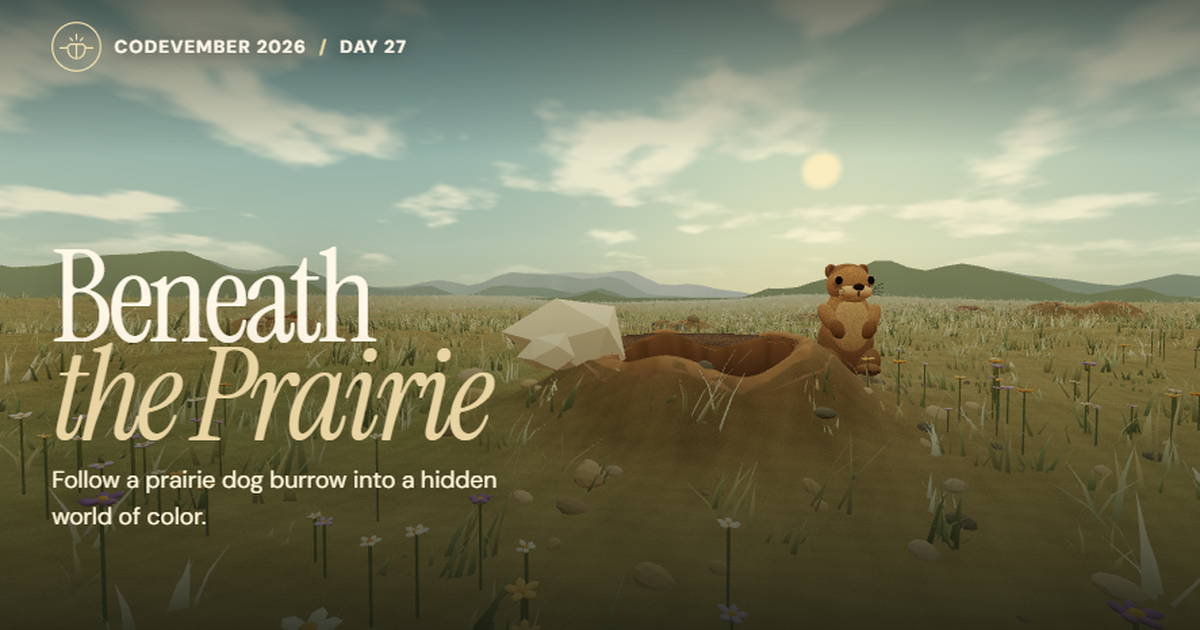 CODEVEMBER 2026 / DAY 27
Beneath
the Prairie
Follow a prairie dog burrow into a hidden
world of color.